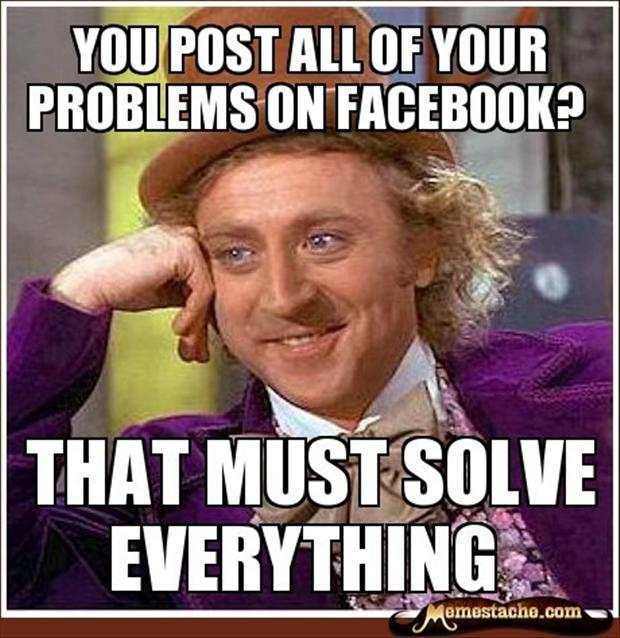 YOU POST ALL OF YOUR
PROBLEMS ON FACEBOOK?
THAT MUST SOLVE
EVERYTHING
Memestache.com